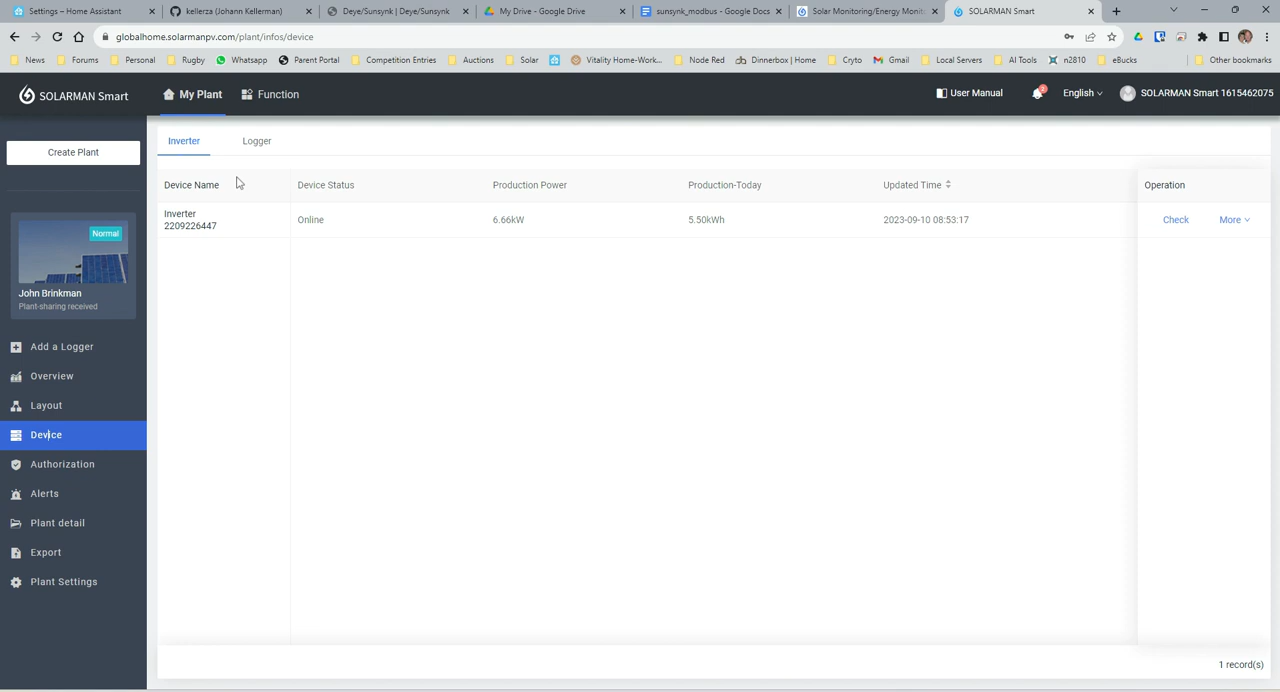 Settings – Home Assistant
kellerza (Johann Kellerman)
Deye/Sunsynk | Deye/Sunsynk
My Drive - Google Drive
sunsynk_modbus - Google Docs
Solar Monitoring/Energy Monit
SOLARMAN Smart
globalhome.solarmanpv.com/plant/infos/device
News
Forums
Personal
Rugby
Whatsapp
Parent Portal
Competition Entries
Auctions
Solar
Vitality Home-Work...
Node Red
Dinnerbox | Home
Cryto
Gmail
Local Servers
AI Tools
n2810
eBucks
Other bookmarks
SOLARMAN Smart
My Plant
Function
User Manual
English
SOLARMAN Smart 1615462075
Create Plant
Normal
John Brinkman
Plant-sharing received
Add a Logger
Overview
Layout
Device
Authorization
Alerts
Plant detail
Export
Plant Settings
Inverter
Logger
Device Name
Device Status
Production Power
Production-Today
Updated Time
Operation
Inverter
2209226447
Online
6.66kW
5.50kWh
2023-09-10 08:53:17
Check
More
1 record(s)